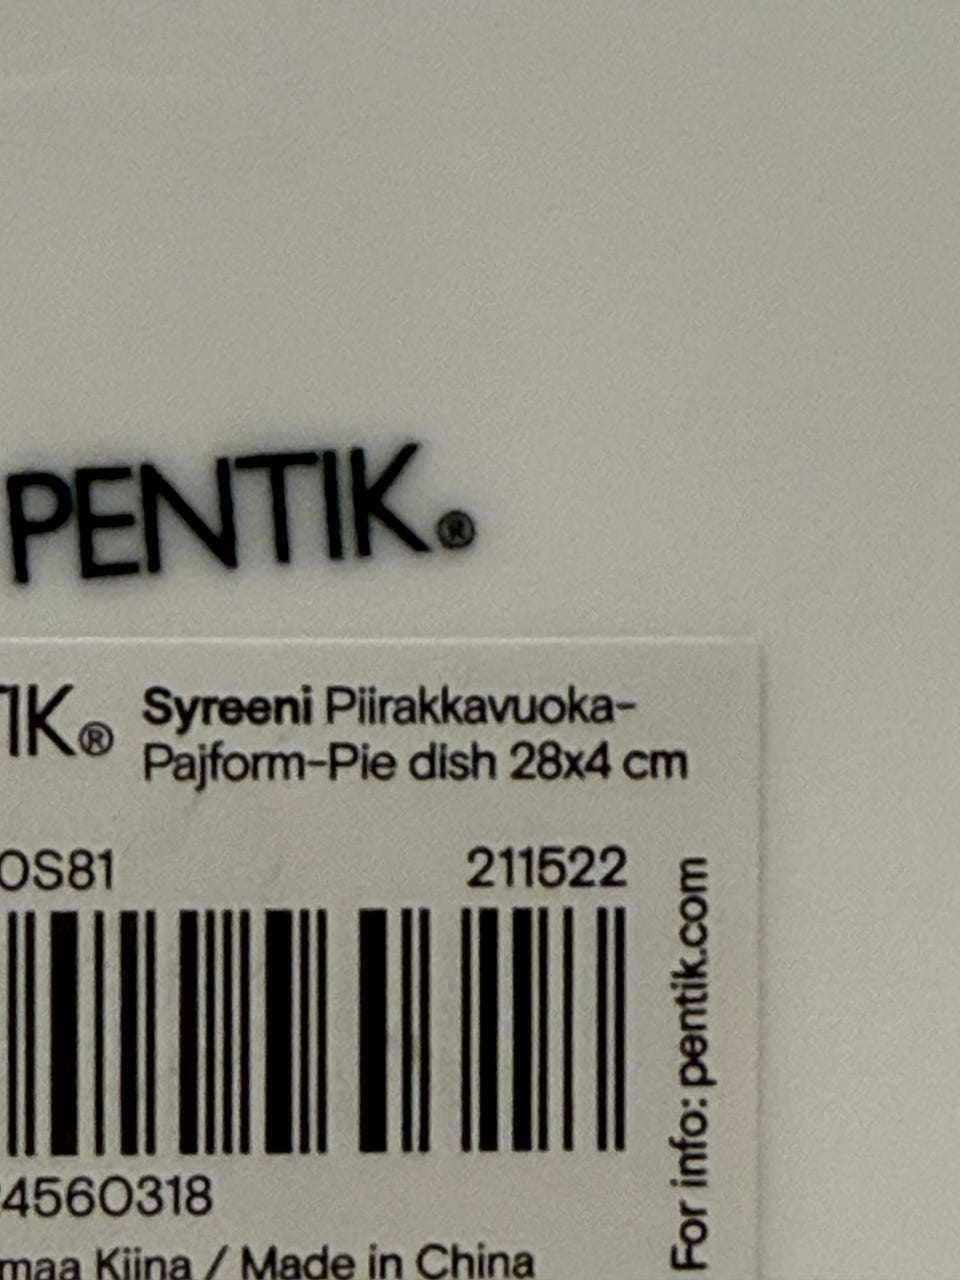 PENTIK®
TIK® Syreeni Piirakkavuoka-
Pajform-Pie dish 28x4 cm
OS81 211522
4560318
maa Kiina / Made in China
For info: pentik.com